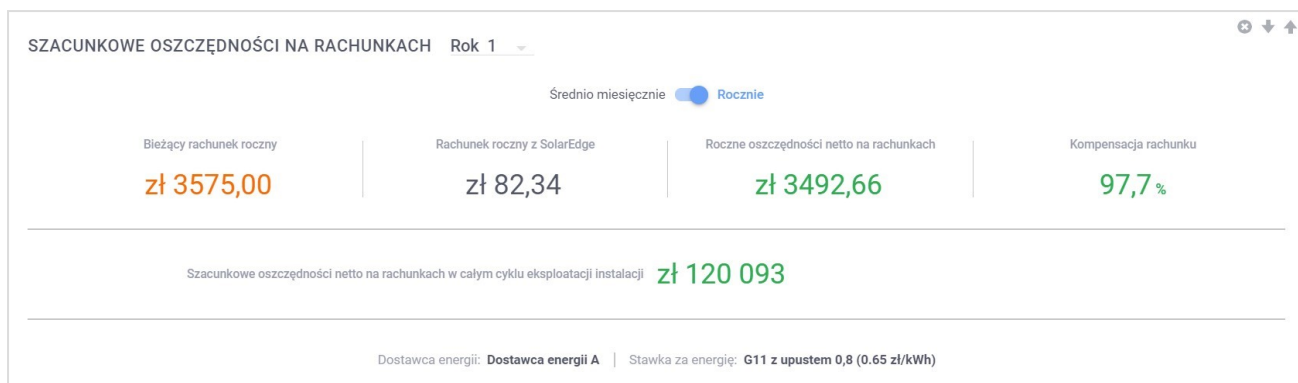 SZACUNKOWE OSZCZĘDNOŚCI NA RACHUNKACH Rok 1
Średnio miesięcznie Rocznie
Bieżący rachunek roczny
zł 3575,00
Rachunek roczny z SolarEdge
zł 82,34
Roczne oszczędności netto na rachunkach
zł 3492,66
Kompensacja rachunku
97,7 %
Szacunkowe oszczędności netto na rachunkach w całym cyklu eksploatacji instalacji zł 120 093
Dostawca energii: Dostawca energii A | Stawka za energię: G11 z upustem 0,8 (0.65 zł/kWh)